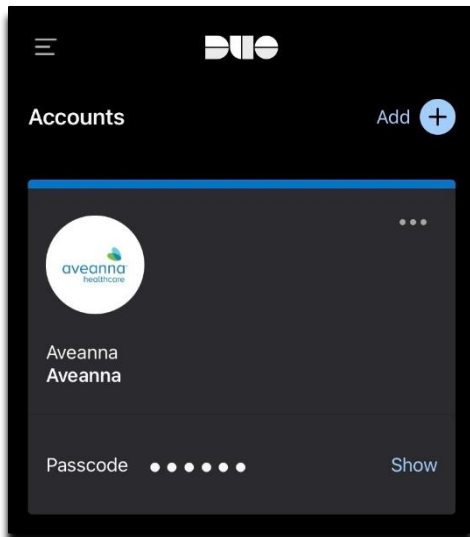 DUO
Accounts
Add
aveanna
healthcare
Aveanna
Aveanna
Passcode ●●●●●●
Show